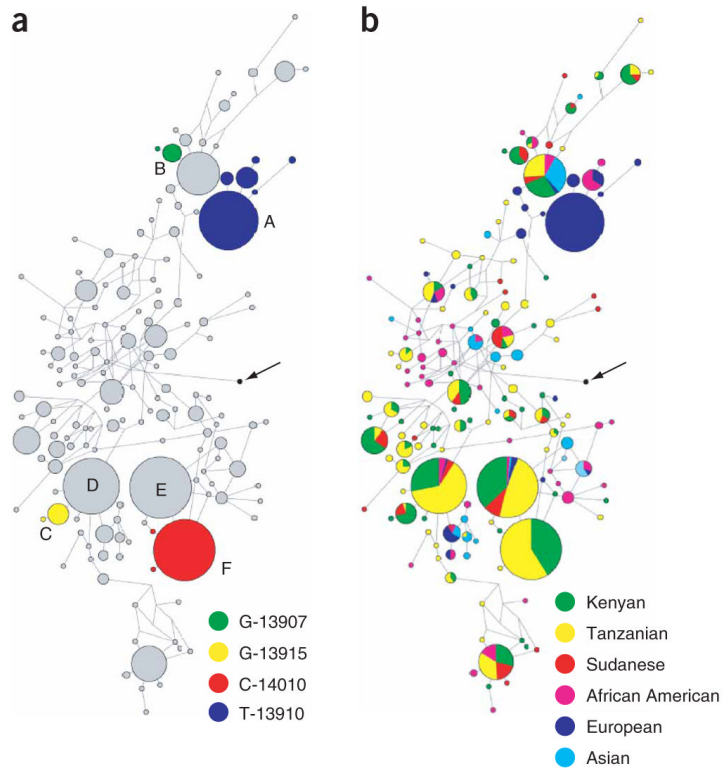 a
b
B
A
D
E
C
F
G-13907
G-13915
C-14010
T-13910
Kenyan
Tanzanian
Sudanese
African American
European
Asian